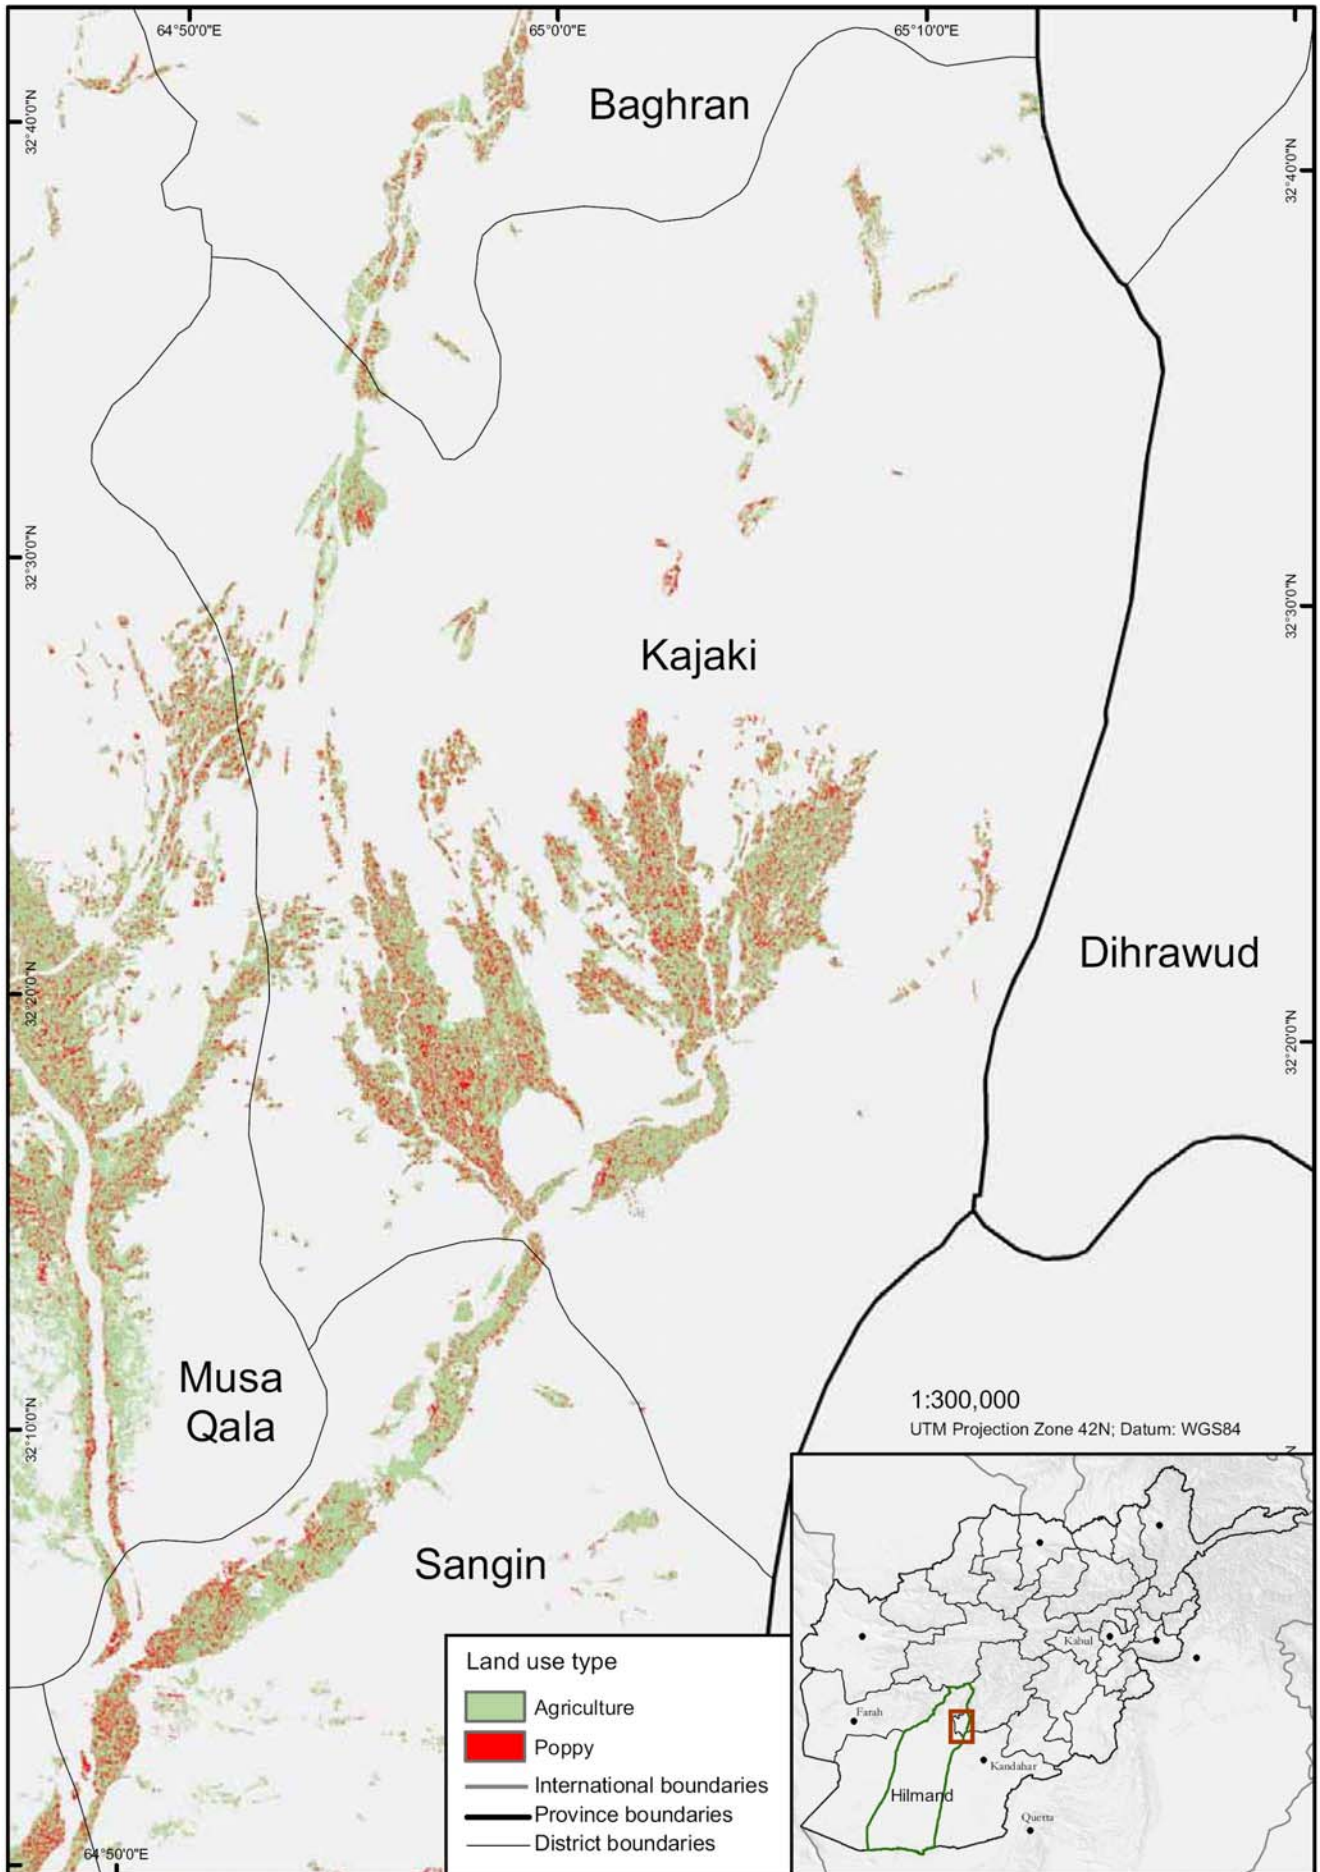 64°50'0"E
65°0'0"E
65°10'0"E
Baghran
32°40'0"N
32°40'0"N
32°30'0"N
32°30'0"N
Kajaki
Dihrawud
32°20'0"N
32°20'0"N
Musa
Qala
32°10'0"N
1:300,000
UTM Projection Zone 42N; Datum: WGS84
N
Sangin
Land use type
Agriculture
Poppy
International boundaries
Province boundaries
District boundaries
64°50'0"E
Kabul
Farah
Kandahar
Hilmand
Quetta